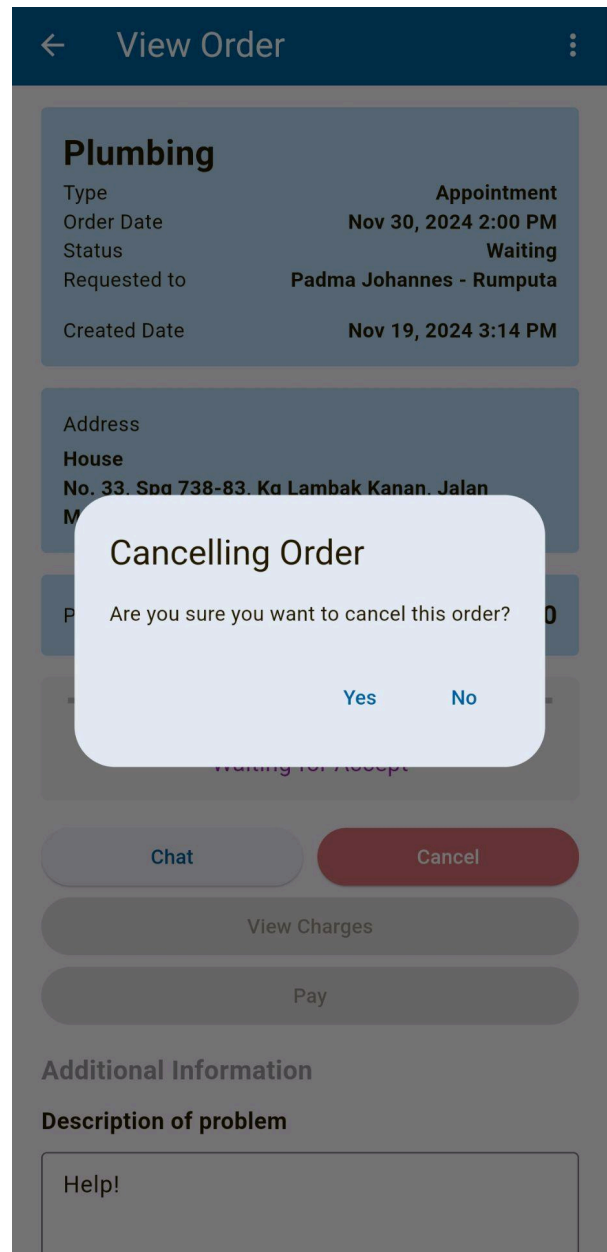 View Order
Plumbing
Type Appointment
Order Date Nov 30, 2024 2:00 PM
Status Waiting
Requested to Padma Johannes - Rumputa
Created Date Nov 19, 2024 3:14 PM
Address
House
No. 33, Spg 738-83, Kg Lambak Kanan, Jalan
Cancelling Order
Are you sure you want to cancel this order?
Yes No
Waiting for Accept
Chat Cancel
View Charges
Pay
Additional Information
Description of problem
Help!